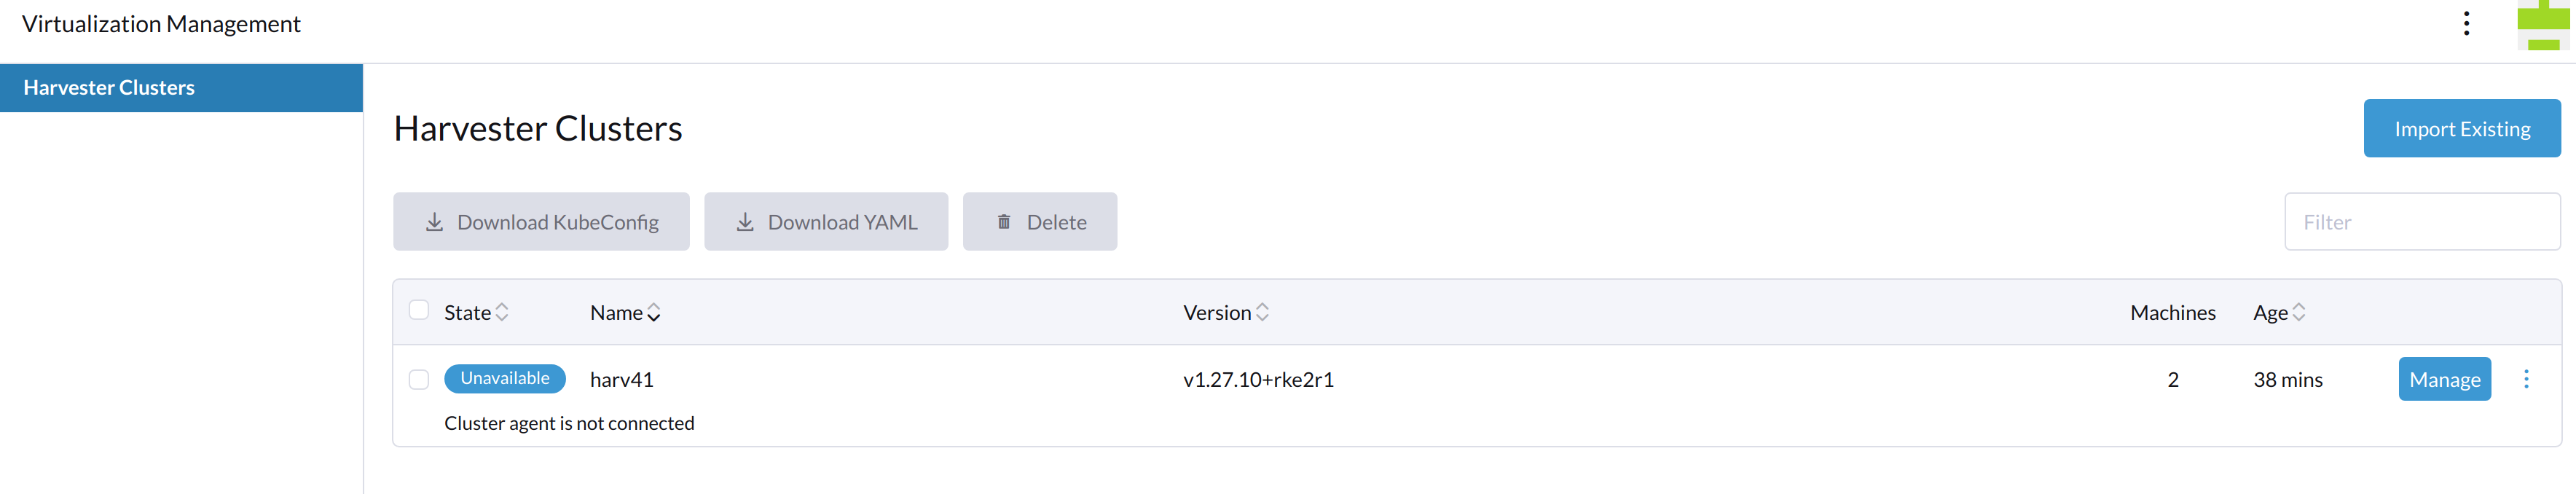 Virtualization Management
Harvester Clusters
Harvester Clusters
Import Existing
Download KubeConfig Download YAML Delete
Filter
State Name Version Machines Age
Unavailable harv41 v1.27.10+rke2r1 2 38 mins Manage
Cluster agent is not connected